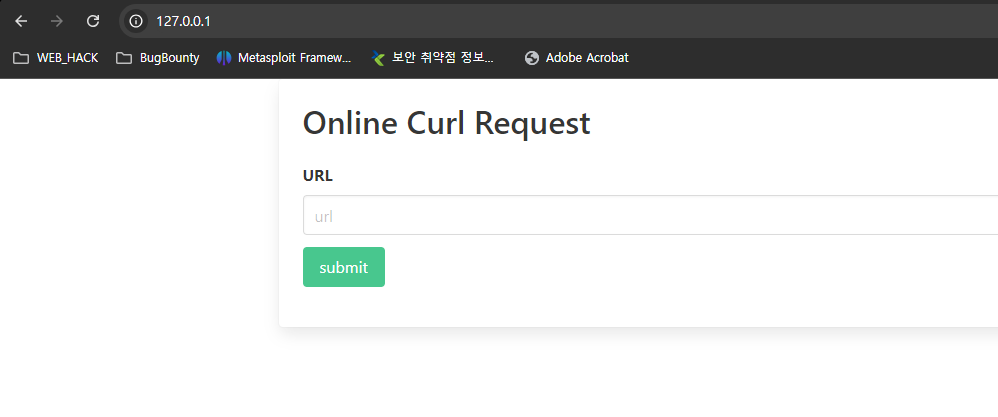 127.0.0.1
WEB_HACK BugBounty Metasploit Framew... 보안 취약점 정보... Adobe Acrobat
Online Curl Request
URL
url
submit